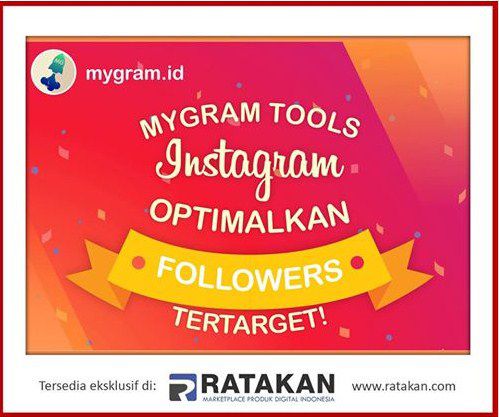 mygram.id
MYGRAM TOOLS
Instagram
OPTIMALKAN
FOLLOWERS
TERTARGET!
Tersedia eksklusif di: RATAKAN www.ratakan.com
MARKETPLACE PRODUK DIGITAL INDONESIA